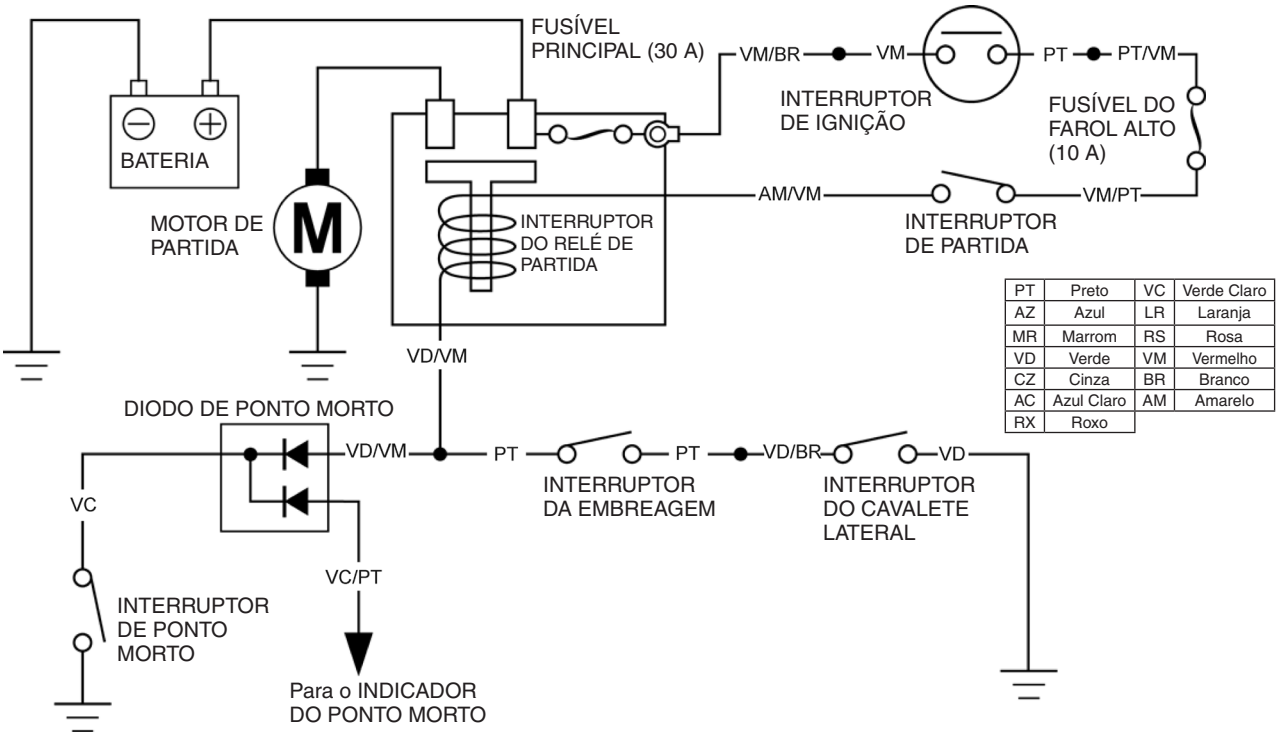 FUSÍVEL
PRINCIPAL (30 A)
VM/BR
VM
PT
PT/VM
INTERRUPTOR
DE IGNIÇÃO
FUSÍVEL DO
FAROL ALTO
(10 A)
BATERIA
AM/VM
VM/PT
INTERRUPTOR
DE PARTIDA
MOTOR DE
PARTIDA
M
INTERRUPTOR
DO RELÉ DE
PARTIDA
PT Preto VC Verde Claro
AZ Azul LR Laranja
MR Marrom RS Rosa
VD Verde VM Vermelho
CZ Cinza BR Branco
AC Azul Claro AM Amarelo
RX Roxo
VD/VM
DIODO DE PONTO MORTO
VD/VM
PT
PT
VD/BR
VD
INTERRUPTOR
DA EMBREAGEM
INTERRUPTOR
DO CAVALETE
LATERAL
VC
VC/PT
INTERRUPTOR
DE PONTO
MORTO
Para o INDICADOR
DO PONTO MORTO